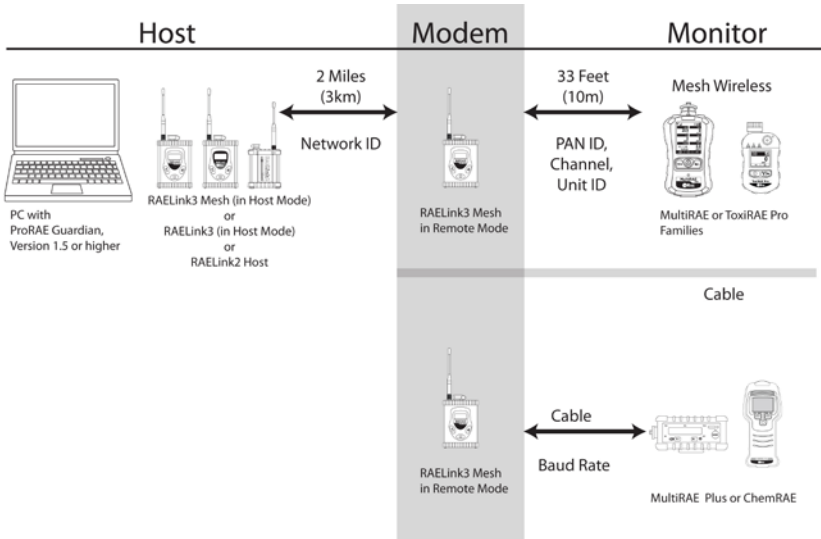 Host
Modem
Monitor
2 Miles
(3km)
Network ID
33 Feet
(10m)
PAN ID,
Channel,
Unit ID
Mesh Wireless
PC with
ProRAE Guardian,
Version 1.5 or higher
RAELink3 Mesh (in Host Mode)
or
RAELink3 (in Host Mode)
or
RAELink2 Host
RAELink3 Mesh
in Remote Mode
MultiRAE or ToxiRAE Pro
Families
Cable
Cable
Baud Rate
RAELink3 Mesh
in Remote Mode
MultiRAE Plus or ChemRAE